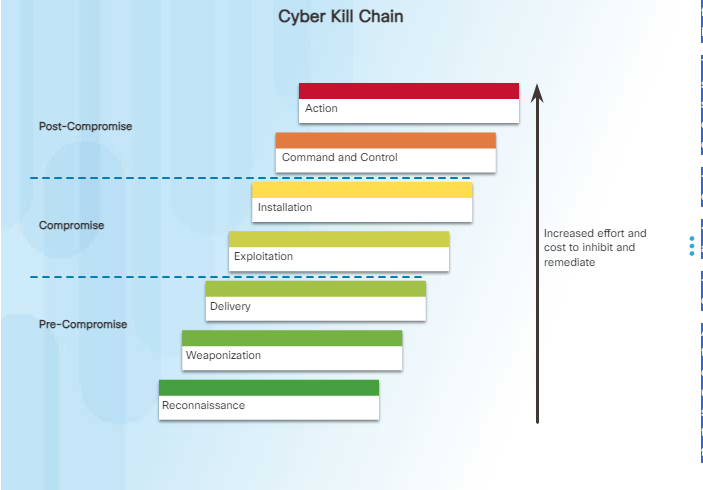 Cyber Kill Chain
Action
Post-Compromise
Command and Control
Installation
Compromise
Increased effort and
cost to inhibit and
remediate
Exploitation
Delivery
Pre-Compromise
Weaponization
Reconnaissance